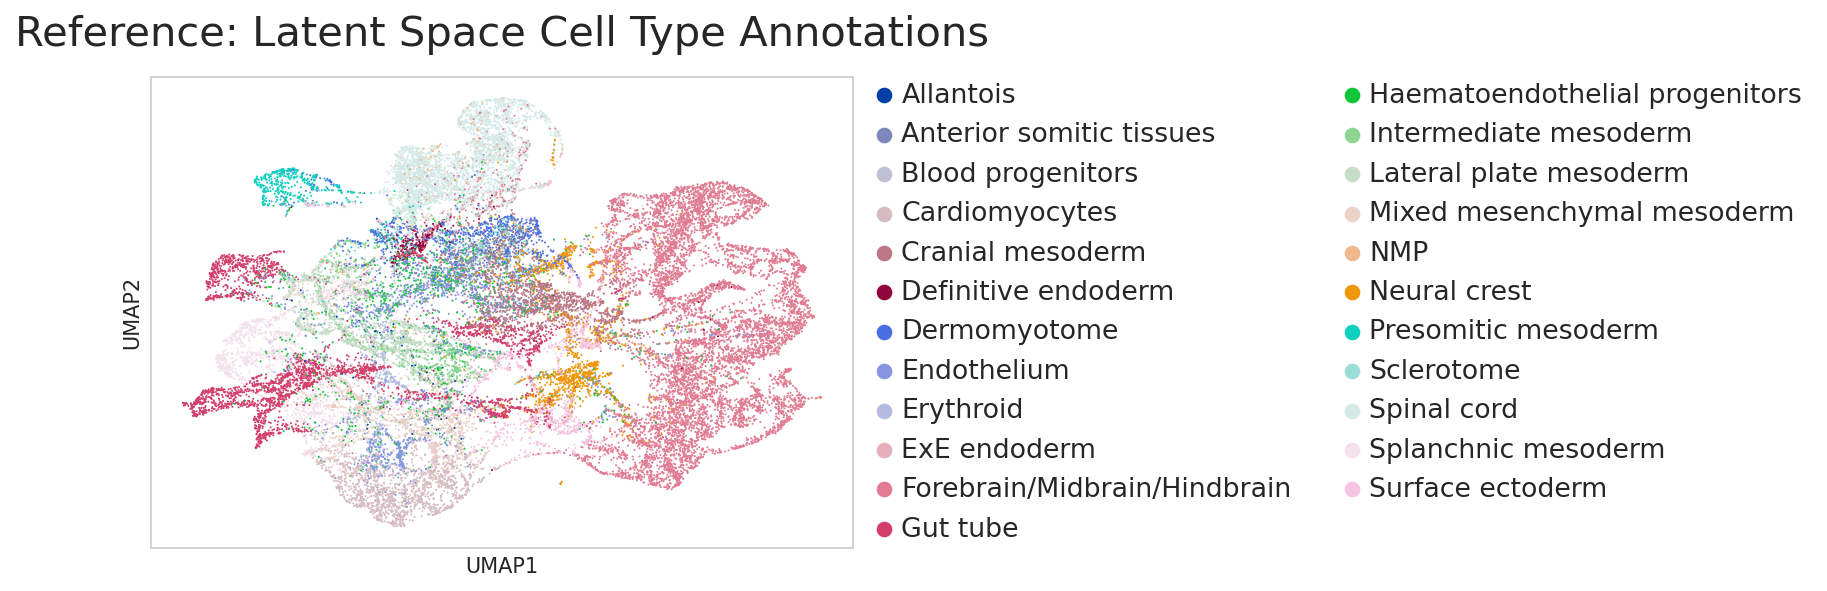 Reference: Latent Space Cell Type Annotations
UMAP2
UMAP1
Allantois
Anterior somitic tissues
Blood progenitors
Cardiomyocytes
Cranial mesoderm
Definitive endoderm
Dermomyotome
Endothelium
Erythroid
ExE endoderm
Forebrain/Midbrain/Hindbrain
Gut tube
Haematoendothelial progenitors
Intermediate mesoderm
Lateral plate mesoderm
Mixed mesenchymal mesoderm
NMP
Neural crest
Presomitic mesoderm
Sclerotome
Spinal cord
Splanchnic mesoderm
Surface ectoderm